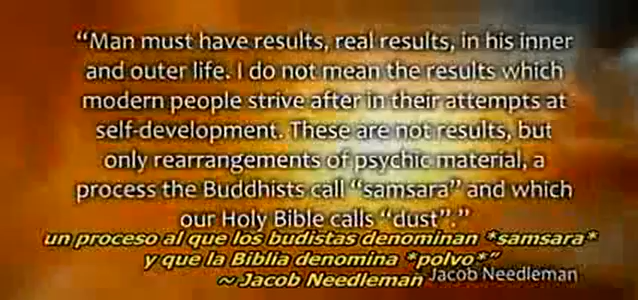 “Man must have results, real results, in his inner
and outer life. I do not mean the results which
modern people strive after in their attempts at
self-development. These are not results, but
only rearrangements of psychic material, a
process the Buddhists call “samsara” and which
our Holy Bible calls “dust”.”
un proceso al que los budistas denominan *samsara*
y que la Biblia denomina *polvo*”
~ Jacob Needleman
Jacob Needleman